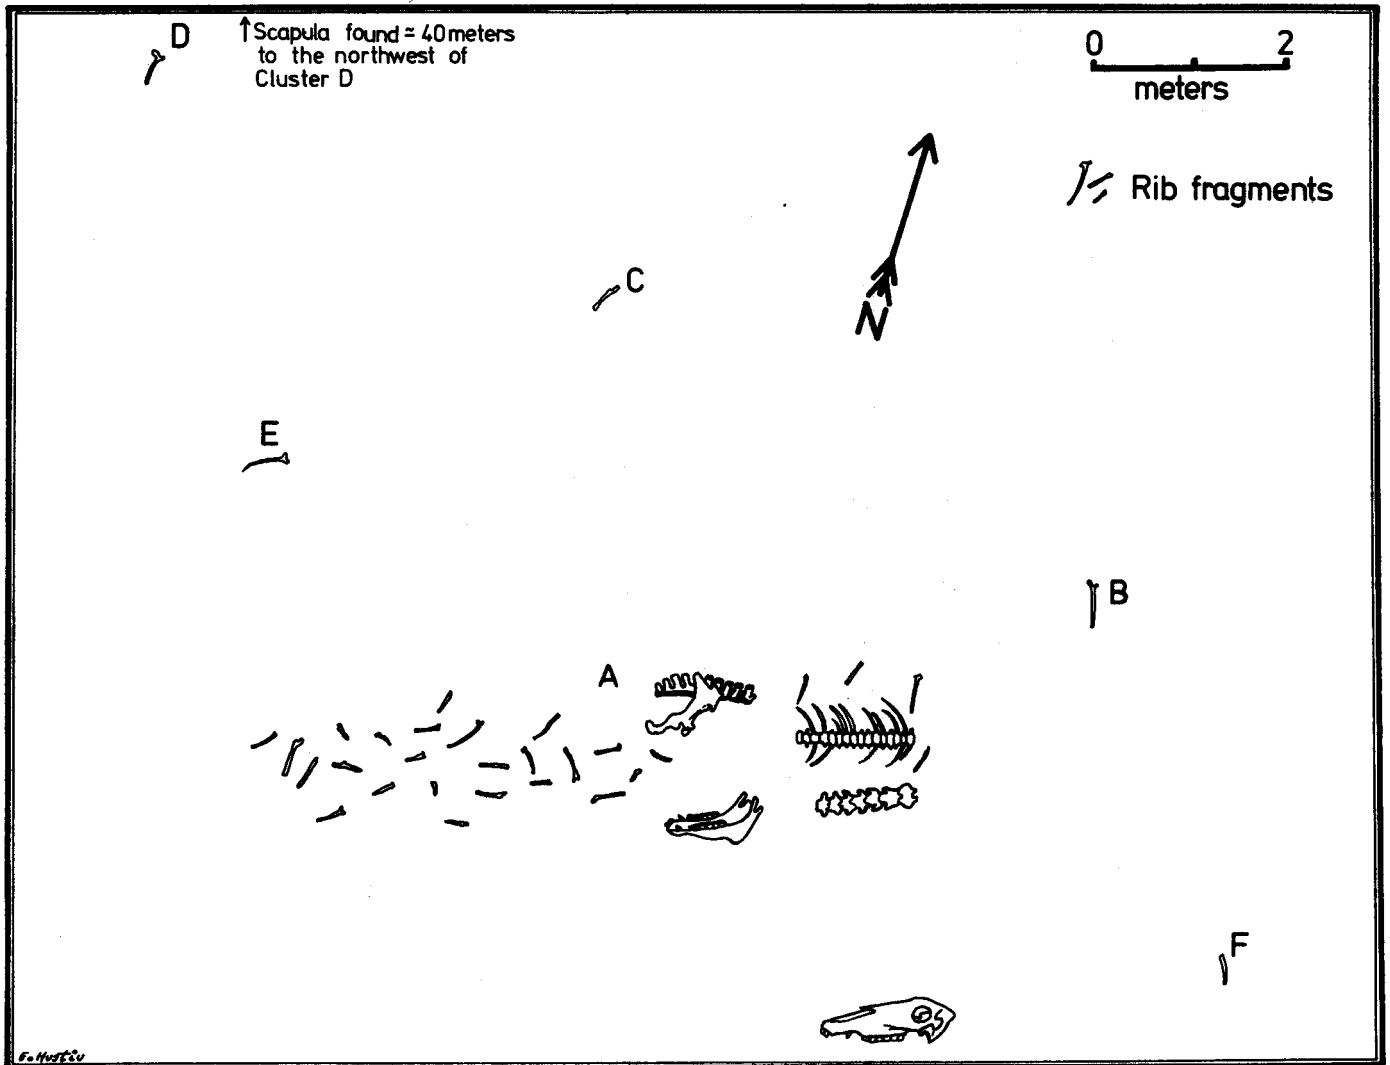 D
↑Scapula found ≃ 40 meters
to the northwest of
Cluster D
0 2
meters
Rib fragments
N
C
E
B
A
F